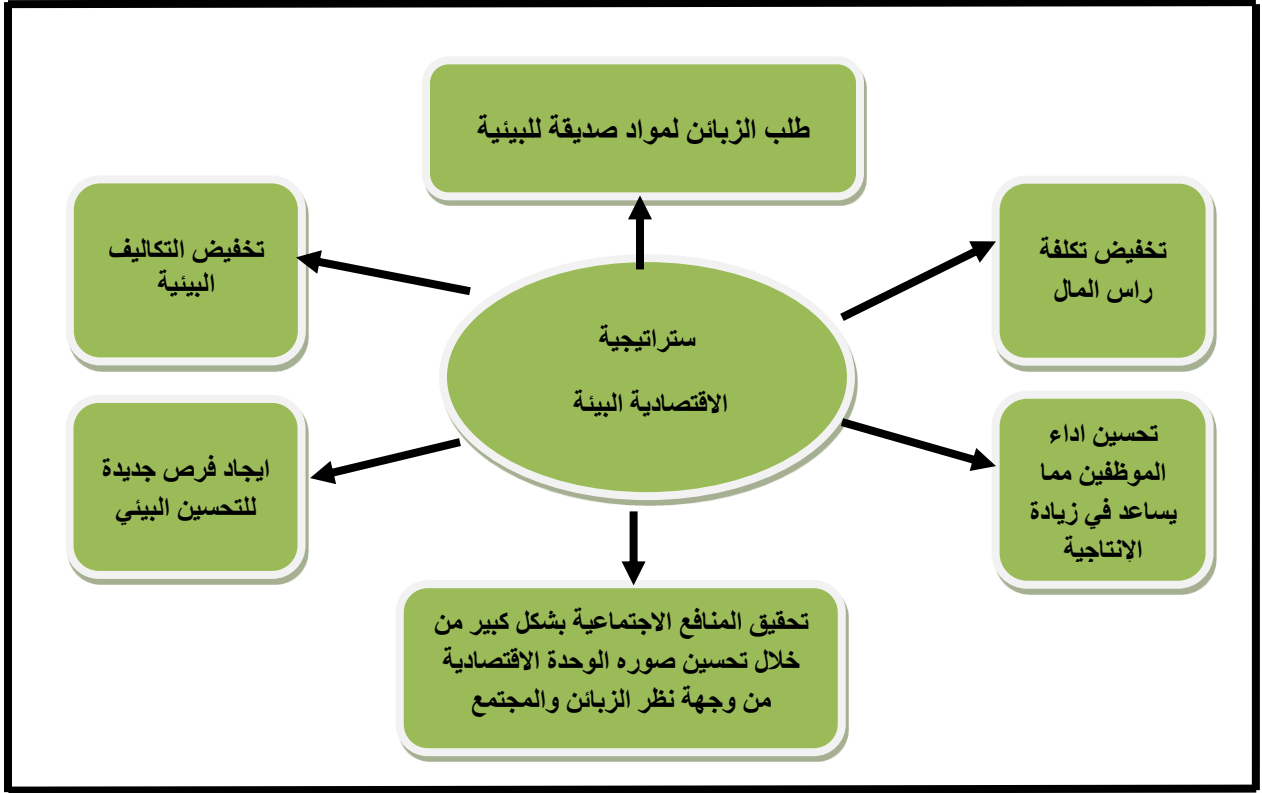 طلب الزبائن لمواد صديقة للبيئية
تخفيض تكلفة
راس المال
تخفيض التكاليف
البيئية
ستراتيجية
الاقتصادية البيئة
تحسين اداء
الموظفين مما
يساعد في زيادة
الإنتاجية
ايجاد فرص جديدة
للتحسين البيئي
تحقيق المنافع الاجتماعية بشكل كبير من
خلال تحسين صوره الوحدة الاقتصادية
من وجهة نظر الزبائن والمجتمع